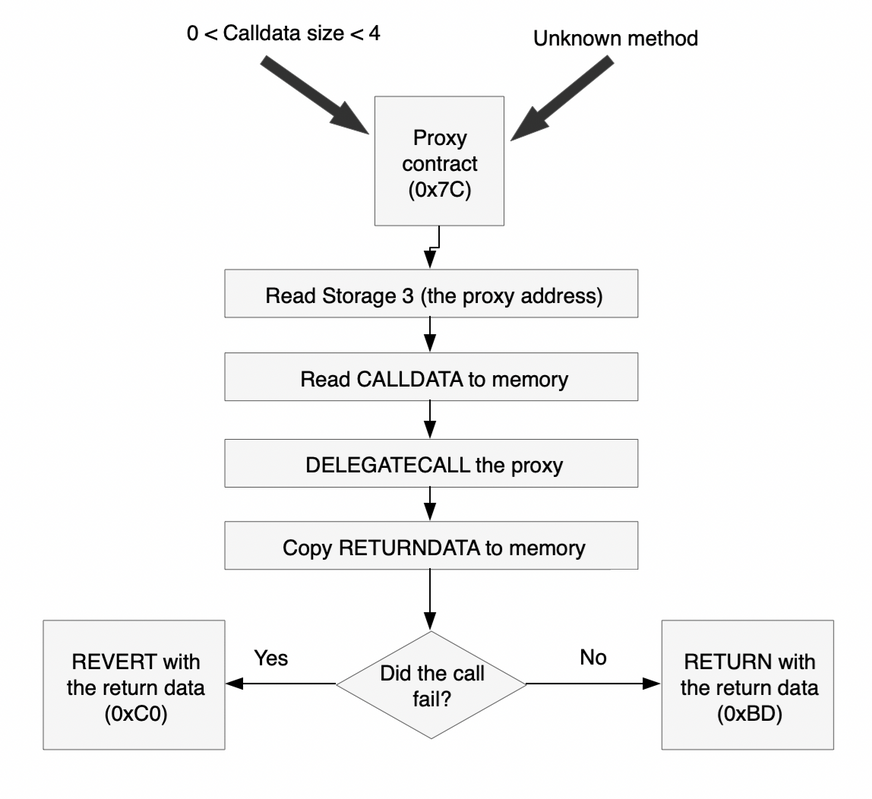 0 < Calldata size < 4
Unknown method
Proxy
contract
(0x7C)
Read Storage 3 (the proxy address)
Read CALLDATA to memory
DELEGATECALL the proxy
Copy RETURNDATA to memory
Did the call
fail?
Yes
No
REVERT with
the return data
(0xC0)
RETURN with
the return data
(0xBD)